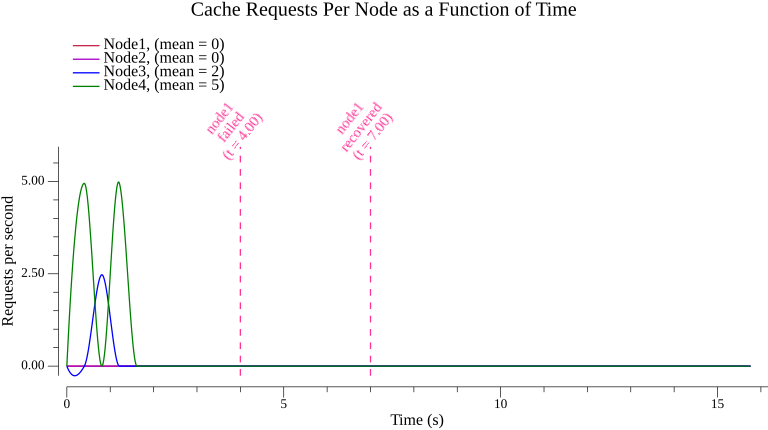 Cache Requests Per Node as a Function of Time
Node1, (mean = 0)
Node2, (mean = 0)
Node3, (mean = 2)
Node4, (mean = 5)
node1
failed
(t = 4.00)
node1
recovered
(t = 7.00)
Requests per second
5.00
2.50
0.00
0
5
10
15
Time (s)